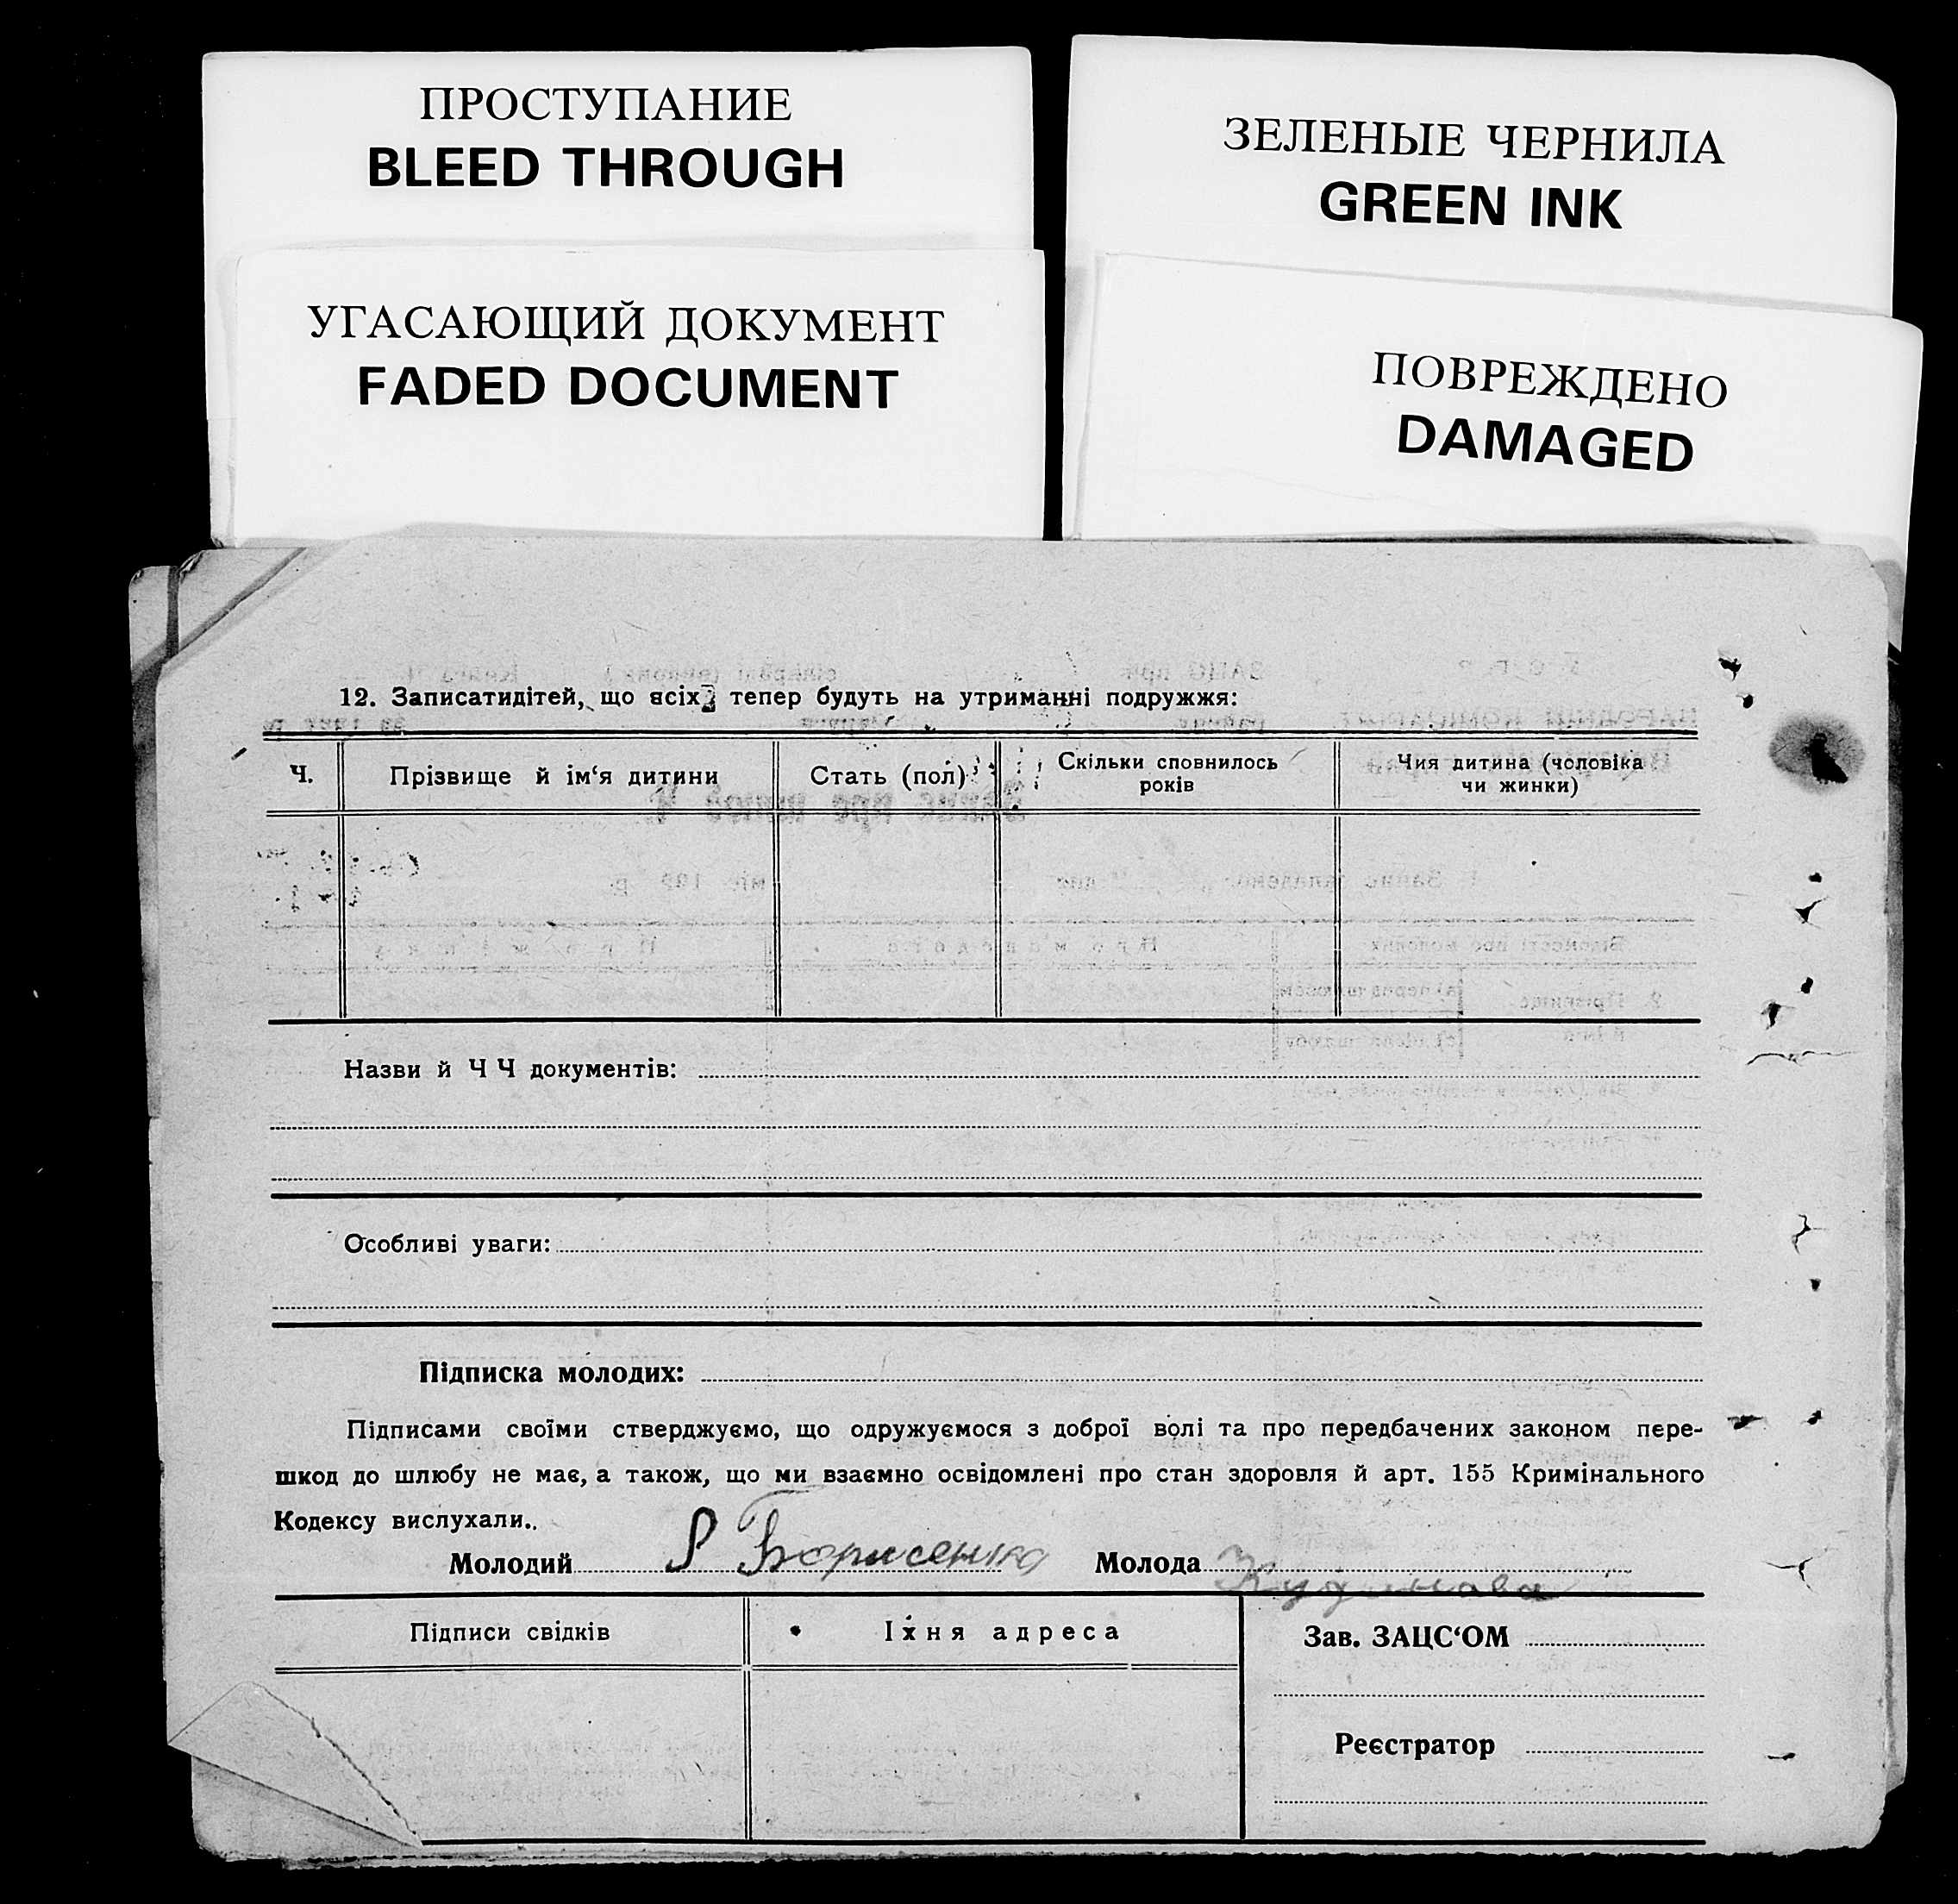 ПРОСТУПАНИЕ
BLEED THROUGH
ЗЕЛЕНЫЕ ЧЕРНИЛА
GREEN INK
УГАСАЮЩИЙ ДОКУМЕНТ
FADED DOCUMENT
ПОВРЕЖДЕНО
DAMAGED
12. Записатидітей, що всіх тепер будуть на утриманні подружжя:
Ч. Прізвище й ім‘я дитини Стать (пол) Скільки сповнилось років Чия дитина (чоловіка чи жинки)
Назви й Ч Ч документів:
Особливі уваги:
Підписка молодих:
Підписами своїми стверджуємо, що одружуємося з доброї волі та про передбачених законом пере-
шкод до шлюбу не має, а також, що ми взаємно освідомлені про стан здоровля й арт. 155 Кримінального
Кодексу вислухали..
Молодий Р Борисенко Молода
Підписи свідків Їхня адреса Зав. ЗАЦС‘ОМ
Реєстратор